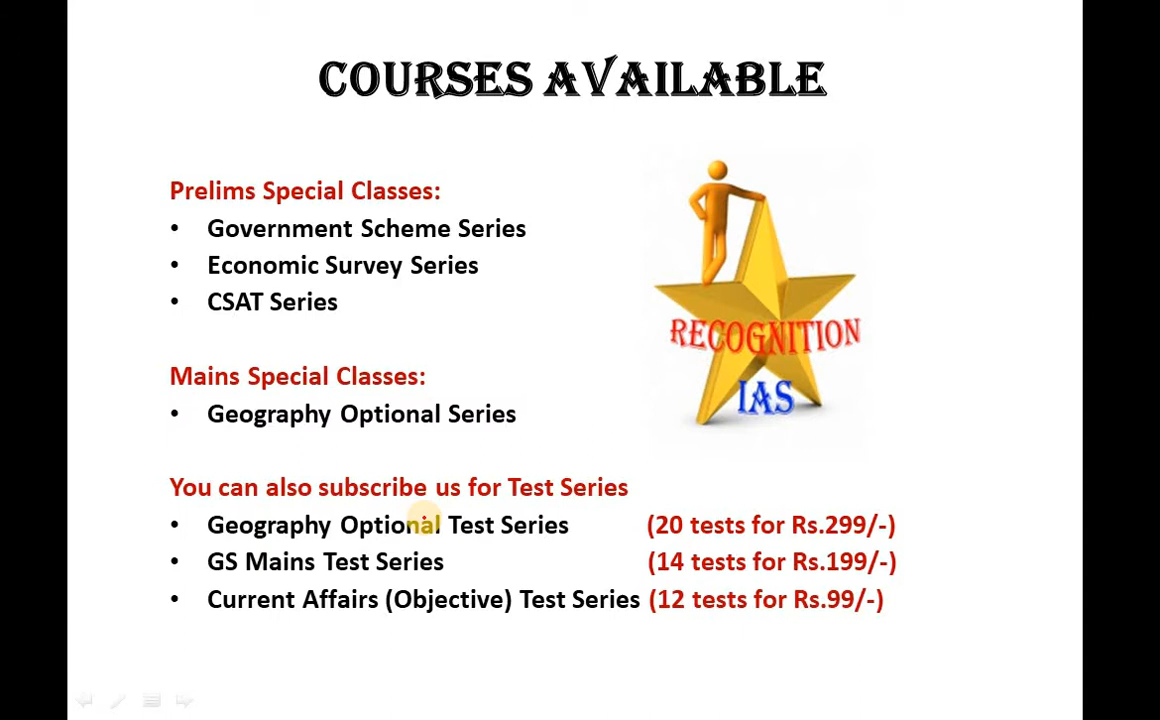 COURSES AVAILABLE
Prelims Special Classes:
• Government Scheme Series
• Economic Survey Series
• CSAT Series
RECOGNITION
IAS
Mains Special Classes:
• Geography Optional Series
You can also subscribe us for Test Series
• Geography Optional Test Series (20 tests for Rs.299/-)
• GS Mains Test Series (14 tests for Rs.199/-)
• Current Affairs (Objective) Test Series (12 tests for Rs.99/-)